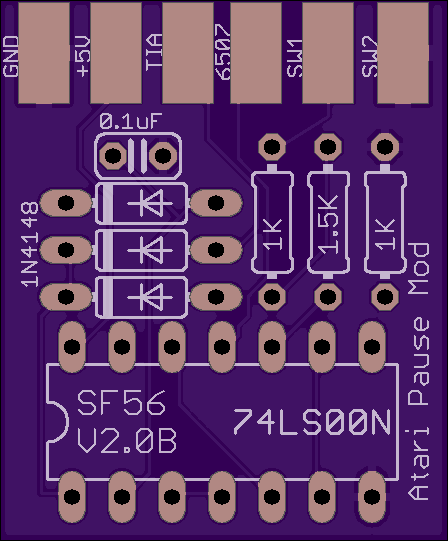 GND
+5V
TIA
6507
SW1
SW2
0.1uF
1N4148
1K
1.5K
1K
Atari Pause Mod
SF56
V2.0B
74LS00N